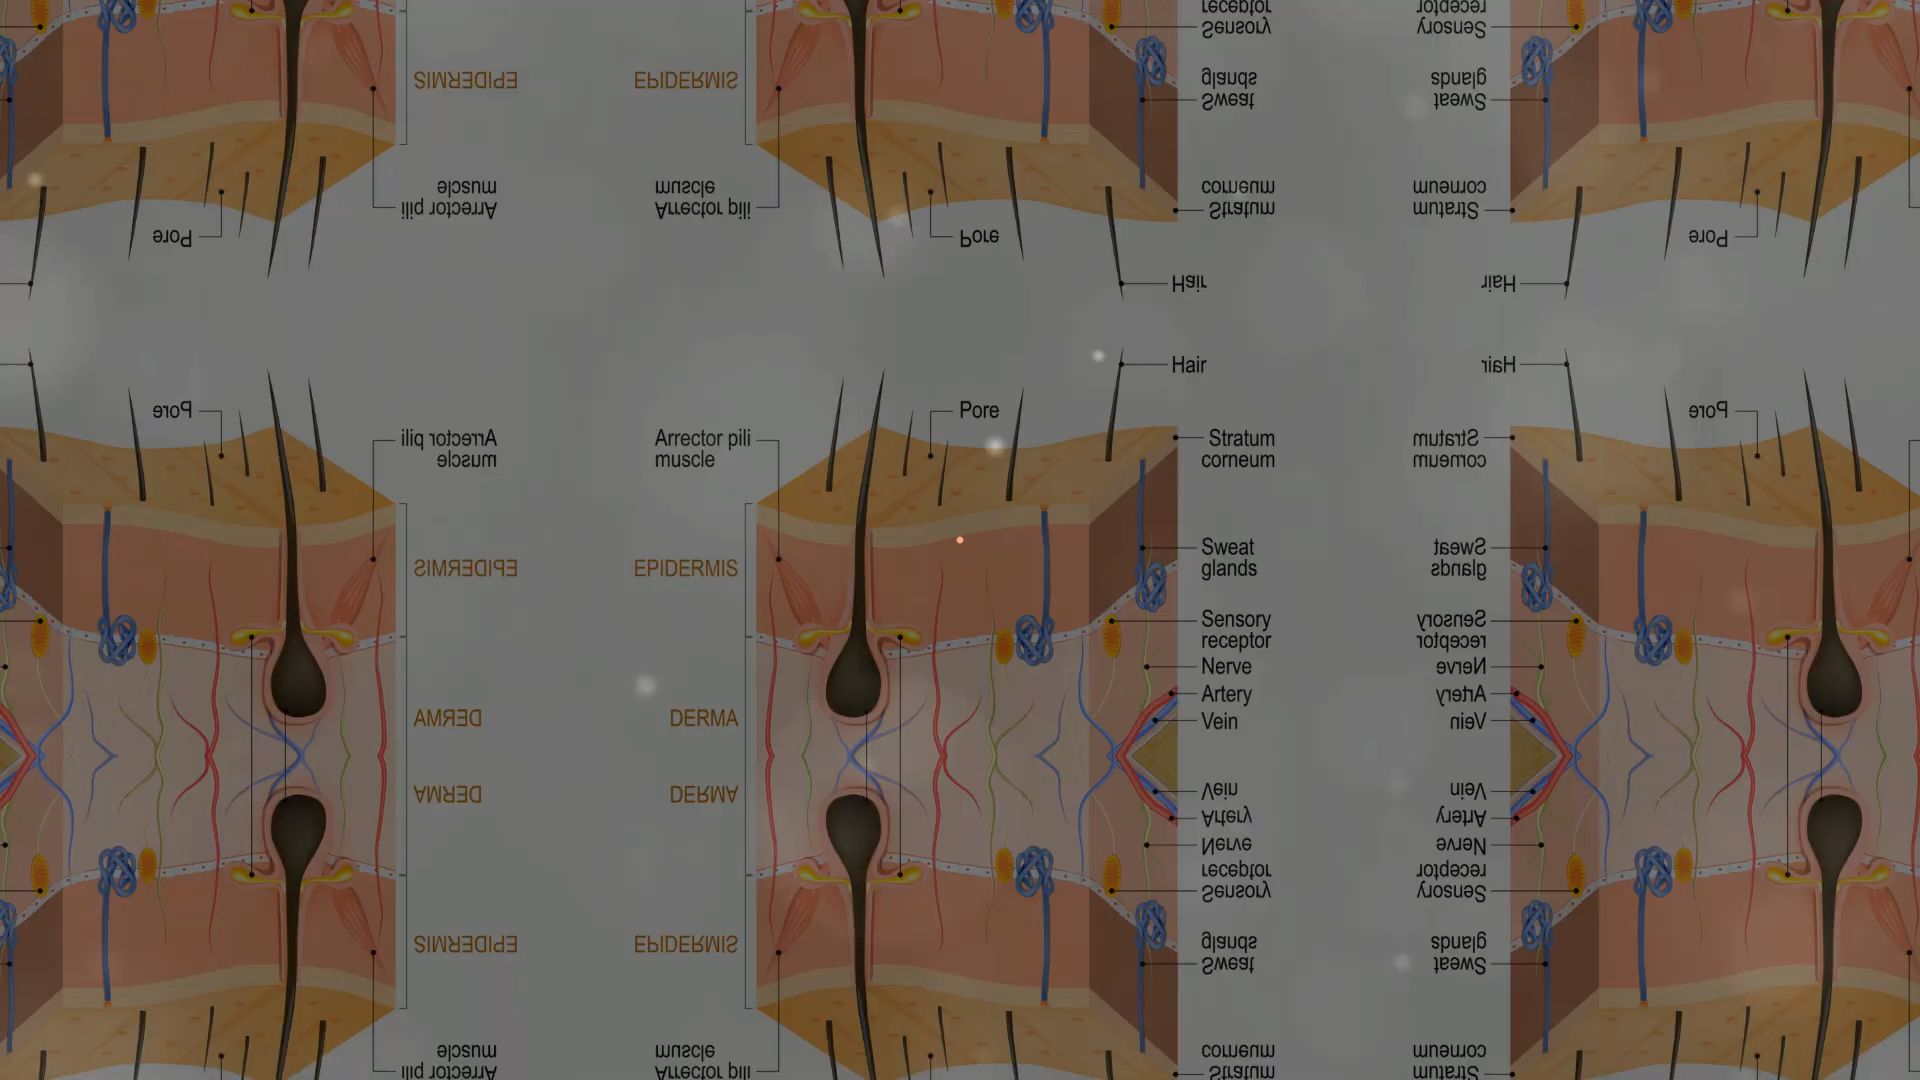 Hair
Pore
Arrector pili
muscle
Stratum
corneum
Sweat
glands
EPIDERMIS
Sensory
receptor
Nerve
Artery
Vein
DERMA